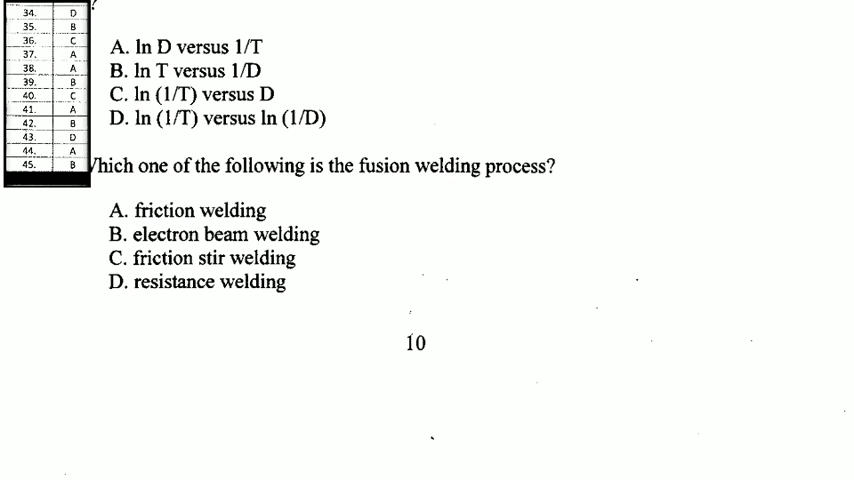 ?
34. D
35. B
36. C
37. A
38. A
39. B
40. C
41. A
42. B
43. D
44. A
45. B
A. ln D versus 1/T
B. ln T versus 1/D
C. ln (1/T) versus D
D. ln (1/T) versus ln (1/D)
Which one of the following is the fusion welding process?
A. friction welding
B. electron beam welding
C. friction stir welding
D. resistance welding
10